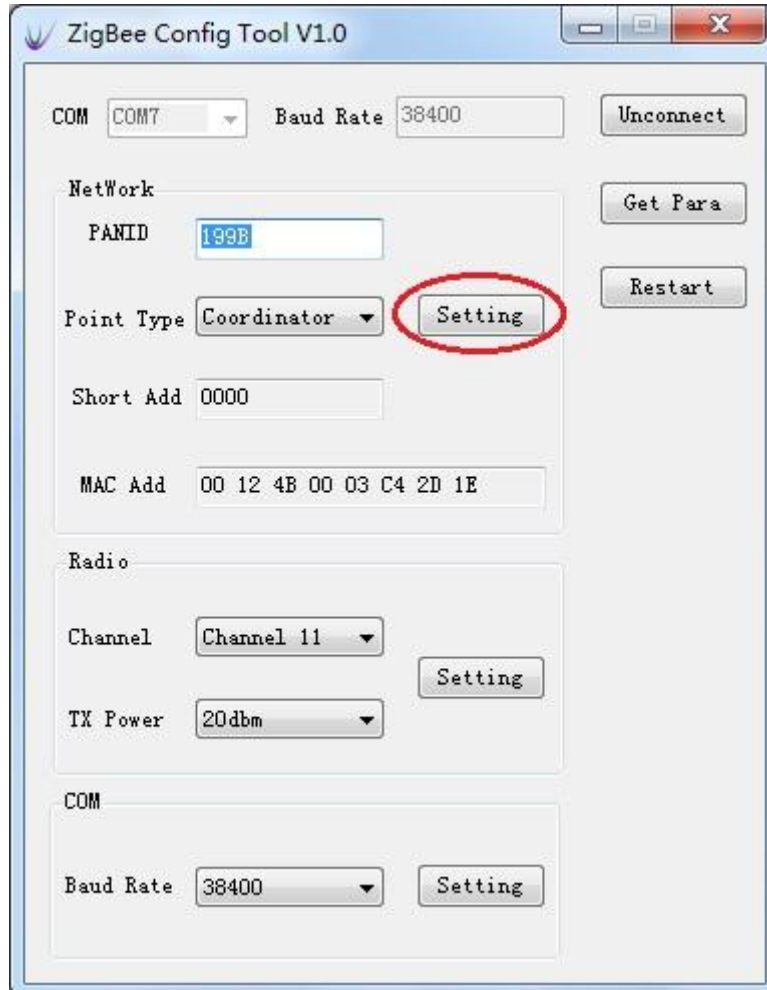 ZigBee Config Tool V1.0
COM COM7 Baud Rate 38400 Unconnect
NetWork
Get Para
PANID 199B
Restart
Point Type Coordinator Setting
Short Add 0000
MAC Add 00 12 4B 00 03 C4 2D 1E
Radio
Channel Channel 11
Setting
TX Power 20dbm
COM
Baud Rate 38400 Setting